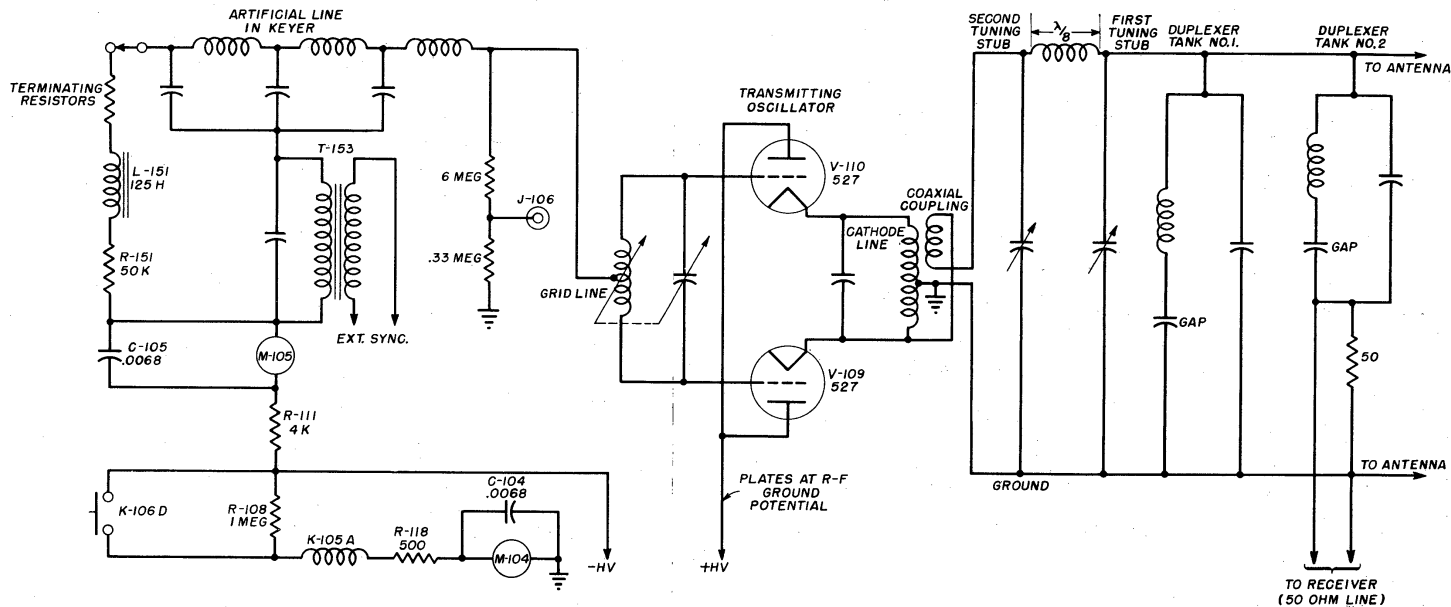 ARTIFICIAL LINE
IN KEYER
TERMINATING
RESISTORS
L-151
125 H
R-151
50 K
T-153
EXT. SYNC.
C-105
.0068
M-105
R-111
4 K
K-106 D
R-108
1 MEG
K-105 A
R-118
500
C-104
.0068
M-104
-HV
6 MEG
J-106
.33 MEG
GRID LINE
TRANSMITTING
OSCILLATOR
V-110
527
V-109
527
CATHODE
LINE
COAXIAL
COUPLING
PLATES AT R-F
GROUND
POTENTIAL
+HV
SECOND
TUNING
STUB
λ/8
FIRST
TUNING
STUB
DUPLEXER
TANK NO.1.
DUPLEXER
TANK NO.2
TO ANTENNA
GAP
GAP
50
GROUND
TO ANTENNA
TO RECEIVER
(50 OHM LINE)